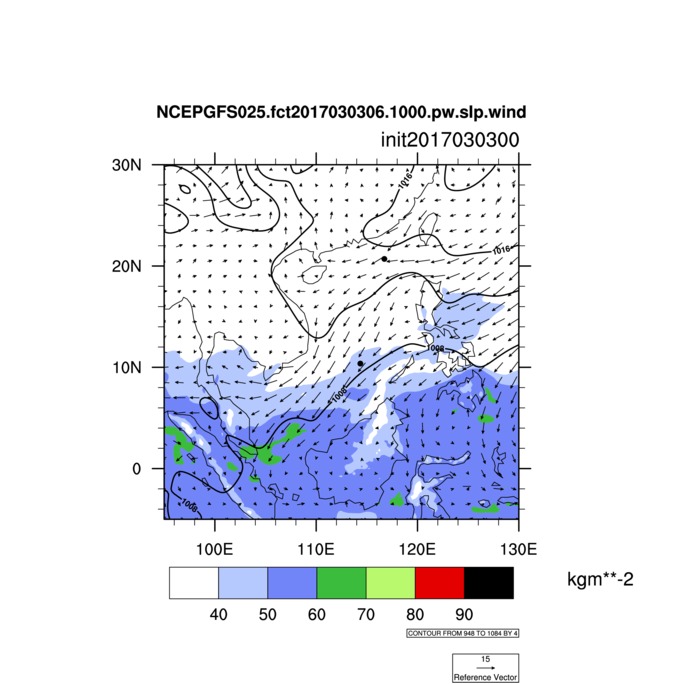 NCEPGFS025.fct2017030306.1000.pw.slp.wind
init2017030300
30N
20N
10N
0
1016
1016
1008
1008
1008
100E 110E 120E 130E
kgm**-2
40 50 60 70 80 90
CONTOUR FROM 948 TO 1084 BY 4
15
Reference Vector